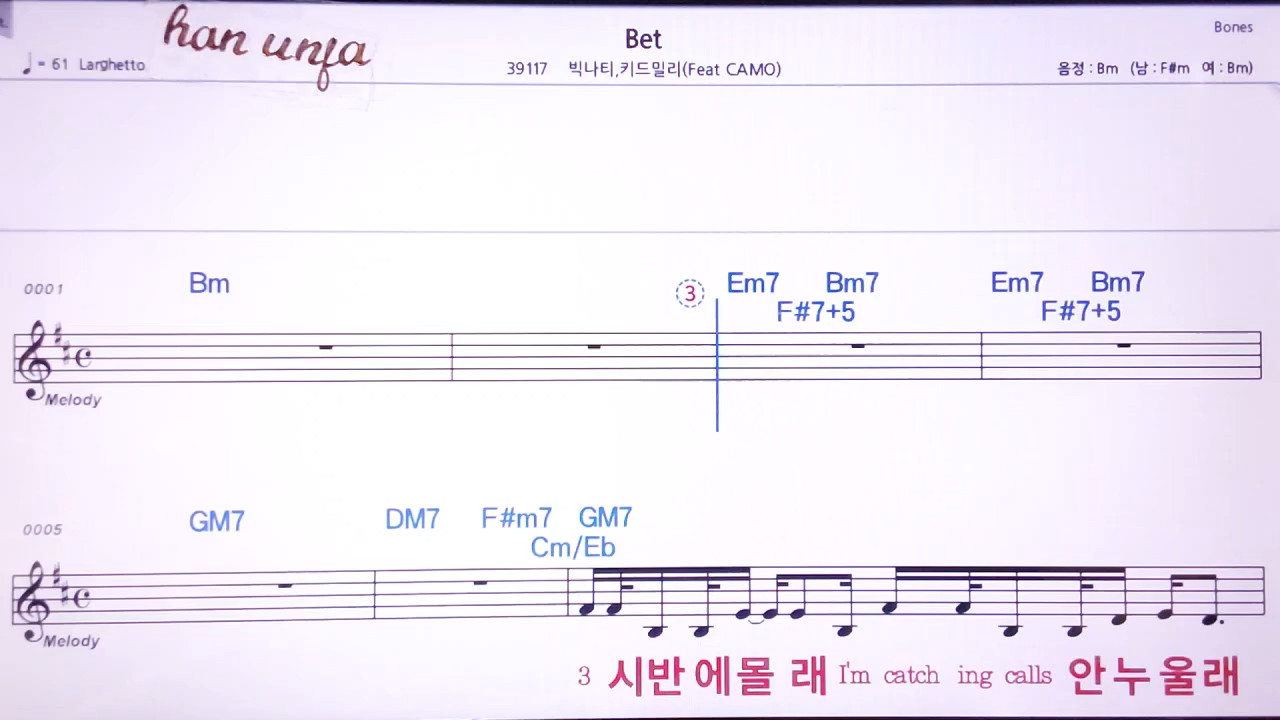 han unfa
Bet
Bones
♩ = 61 Larghetto
39117 빅나티,키드밀리(Feat CAMO)
음정 : Bm (남 : F#m 여 : Bm)
0001
Bm
3 Em7 Bm7 Em7 Bm7
F#7+5 F#7+5
Melody
0005
GM7 DM7 F#m7 GM7
Cm/Eb
Melody
3 시반에몰 래 I'm catch ing calls 안누울래